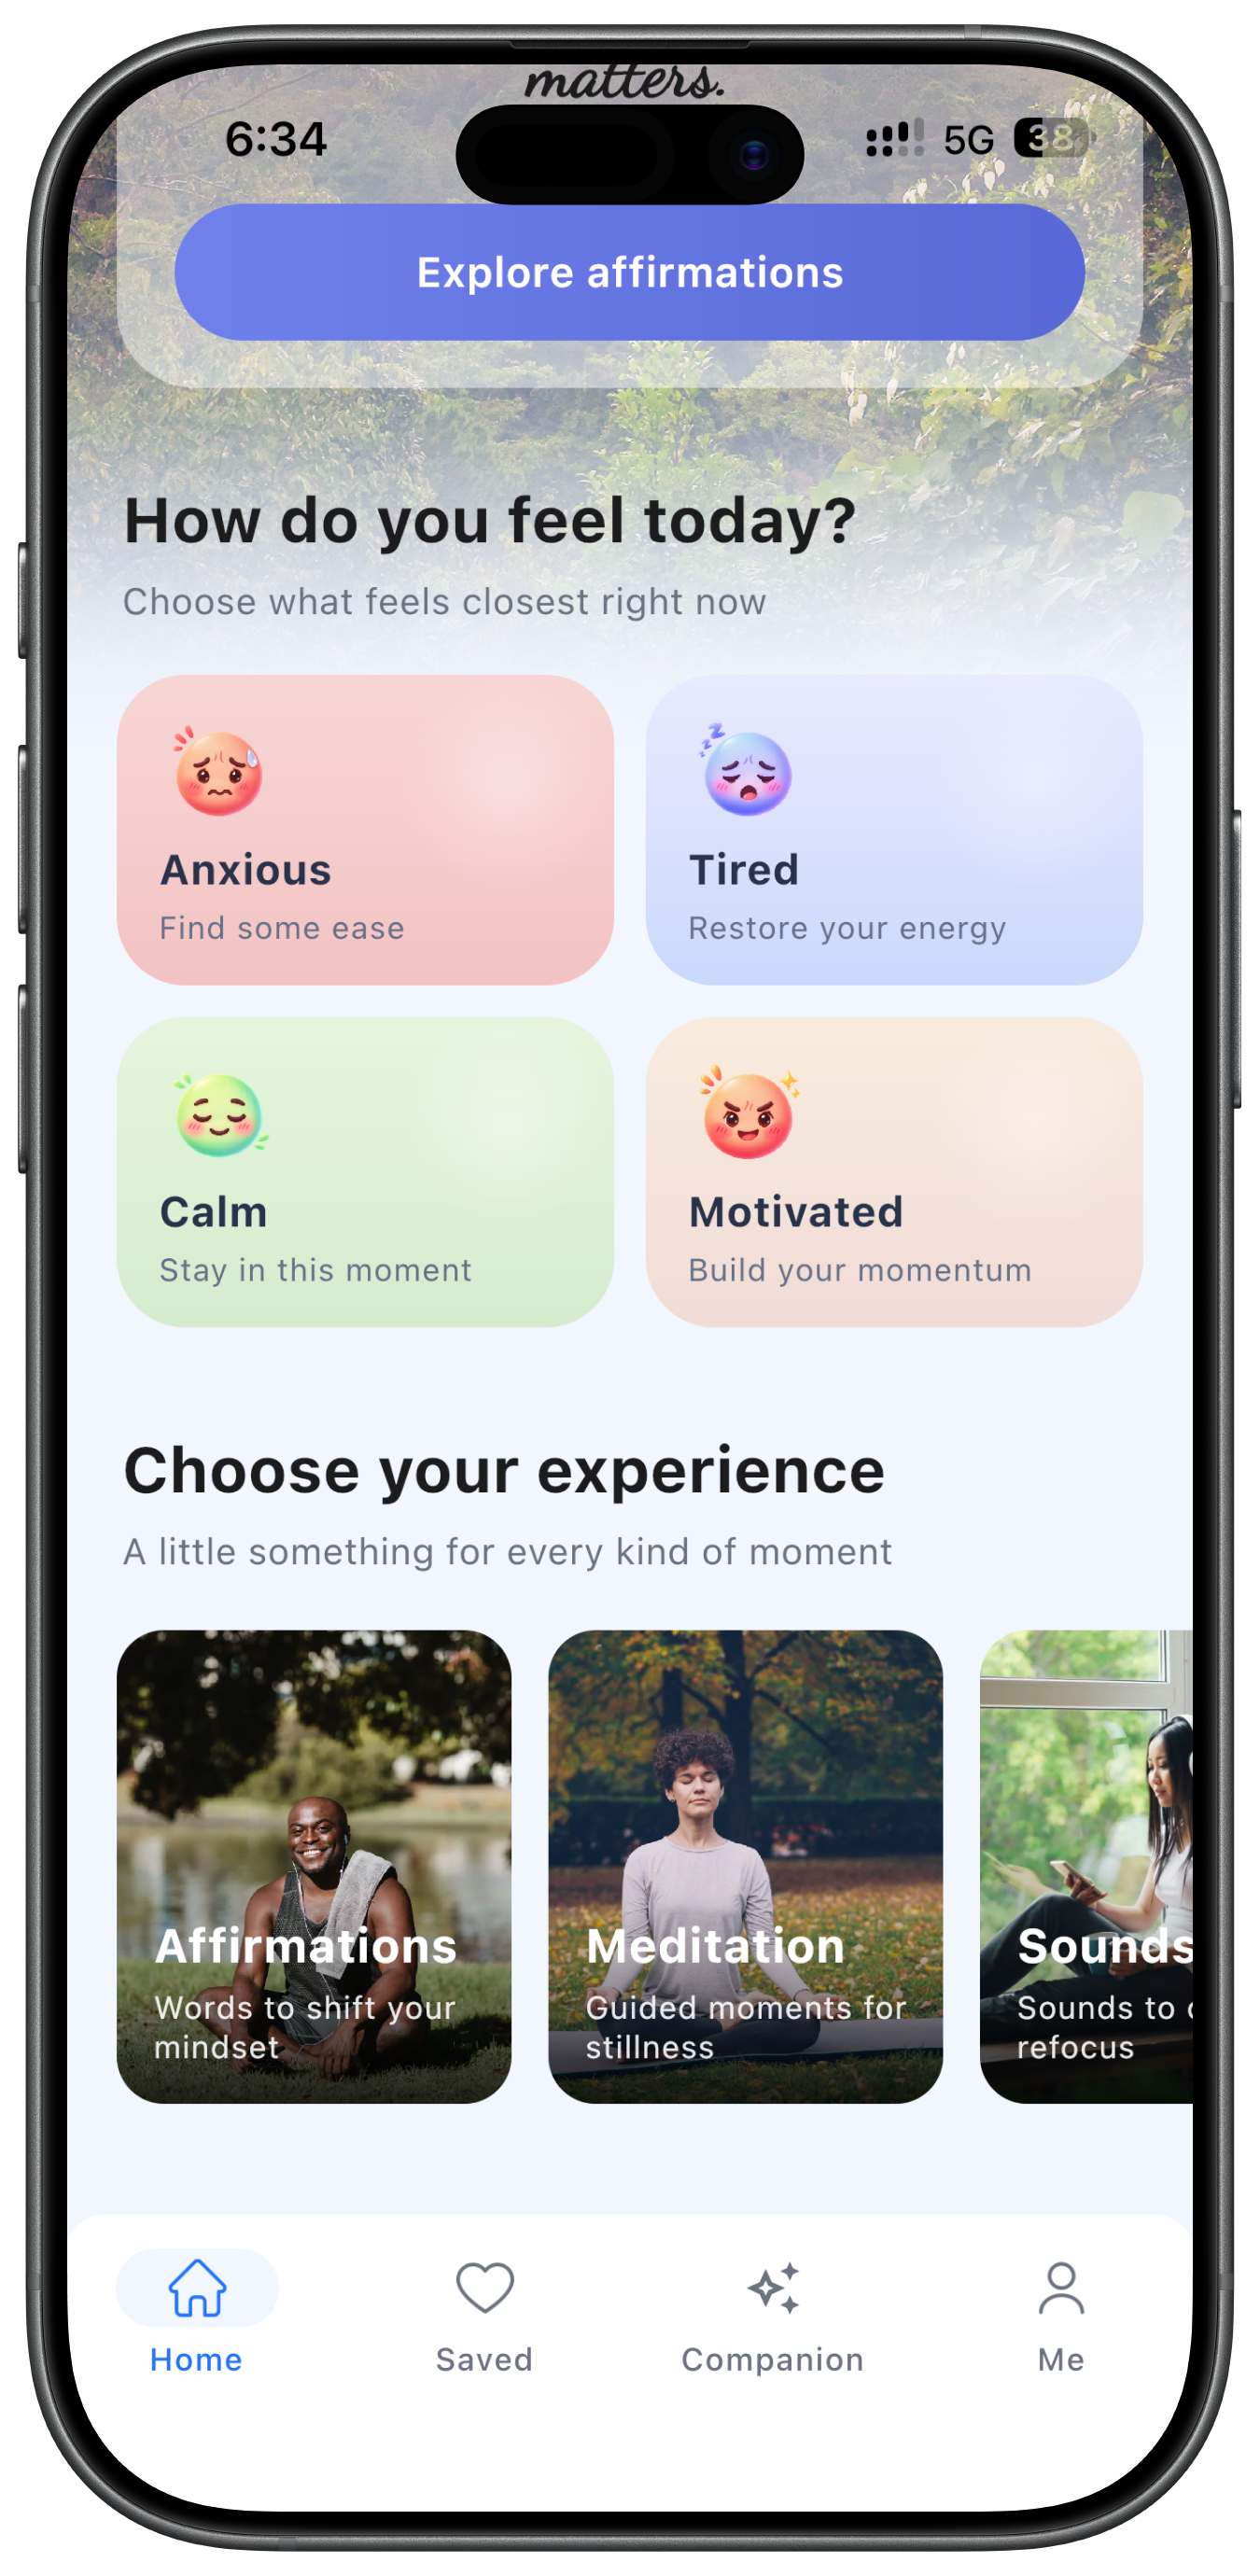 matters.
6:34
5G
38
Explore affirmations
How do you feel today?
Choose what feels closest right now
Anxious
Find some ease
Tired
Restore your energy
Calm
Stay in this moment
Motivated
Build your momentum
Choose your experience
A little something for every kind of moment
Affirmations
Words to shift your
mindset
Meditation
Guided moments for
stillness
Sounds
Sounds to
refocus
Home
Saved
Companion
Me